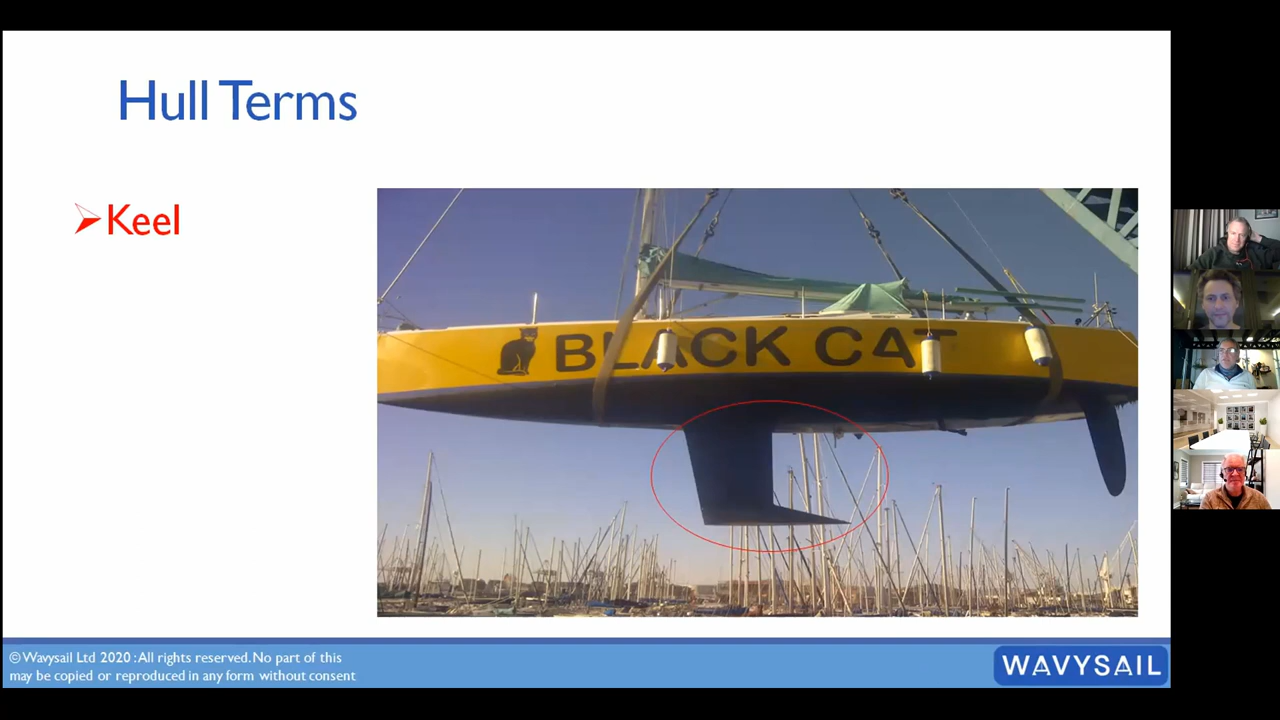 Hull Terms
Keel
BLACK CAT
© Wavysail Ltd 2020 : All rights reserved. No part of this
may be copied or reproduced in any form without consent
WAVYSAIL